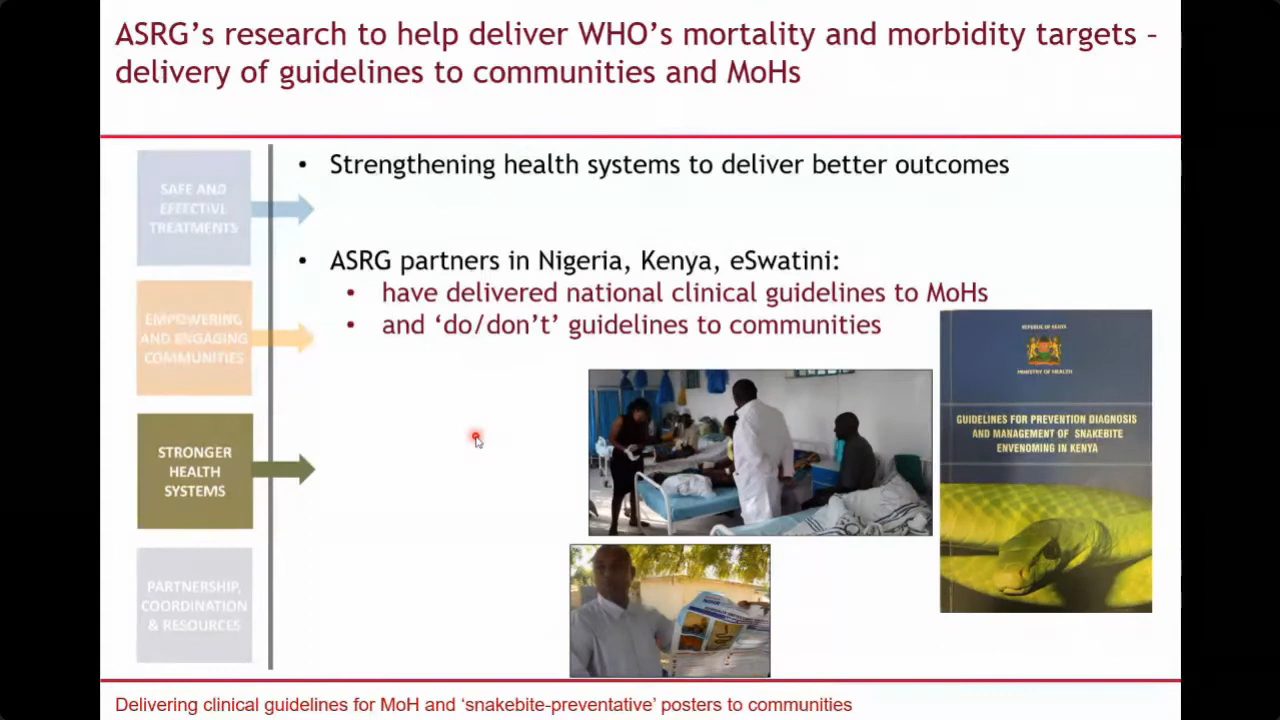 ASRG’s research to help deliver WHO’s mortality and morbidity targets –
delivery of guidelines to communities and MoHs
SAFE AND
EFFECTIVE
TREATMENTS
• Strengthening health systems to deliver better outcomes
EMPOWERING
AND ENGAGING
COMMUNITIES
• ASRG partners in Nigeria, Kenya, eSwatini:
• have delivered national clinical guidelines to MoHs
• and ‘do/don’t’ guidelines to communities
STRONGER
HEALTH
SYSTEMS
PARTNERSHIP,
COORDINATION
& RESOURCES
REPUBLIC OF KENYA
MINISTRY OF HEALTH
GUIDELINES FOR PREVENTION DIAGNOSIS
AND MANAGEMENT OF SNAKEBITE
ENVENOMING IN KENYA
Delivering clinical guidelines for MoH and ‘snakebite-preventative’ posters to communities